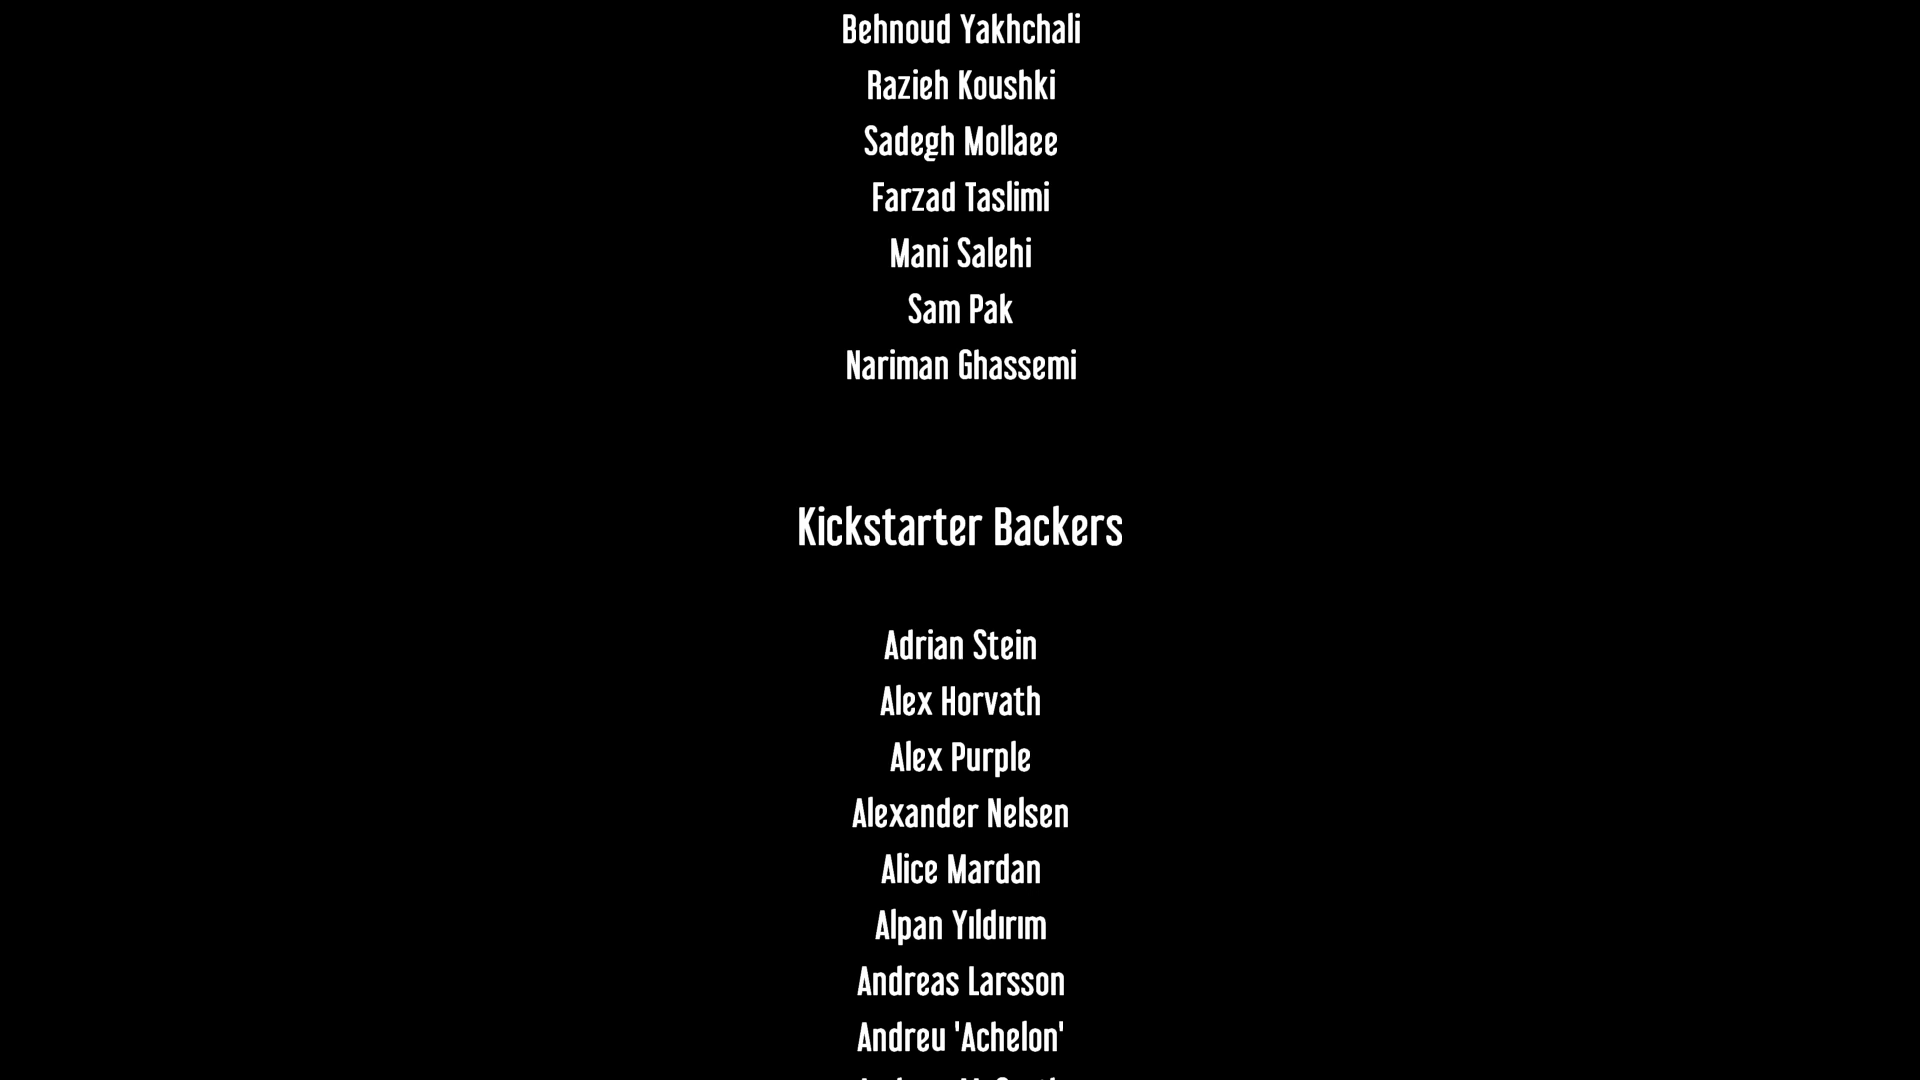 Behnoud Yakhchali
Razieh Koushki
Sadegh Mollaee
Farzad Taslimi
Mani Salehi
Sam Pak
Nariman Ghassemi
Kickstarter Backers
Adrian Stein
Alex Horvath
Alex Purple
Alexander Nelsen
Alice Mardan
Alpan Yıldırım
Andreas Larsson
Andreu 'Achelon'